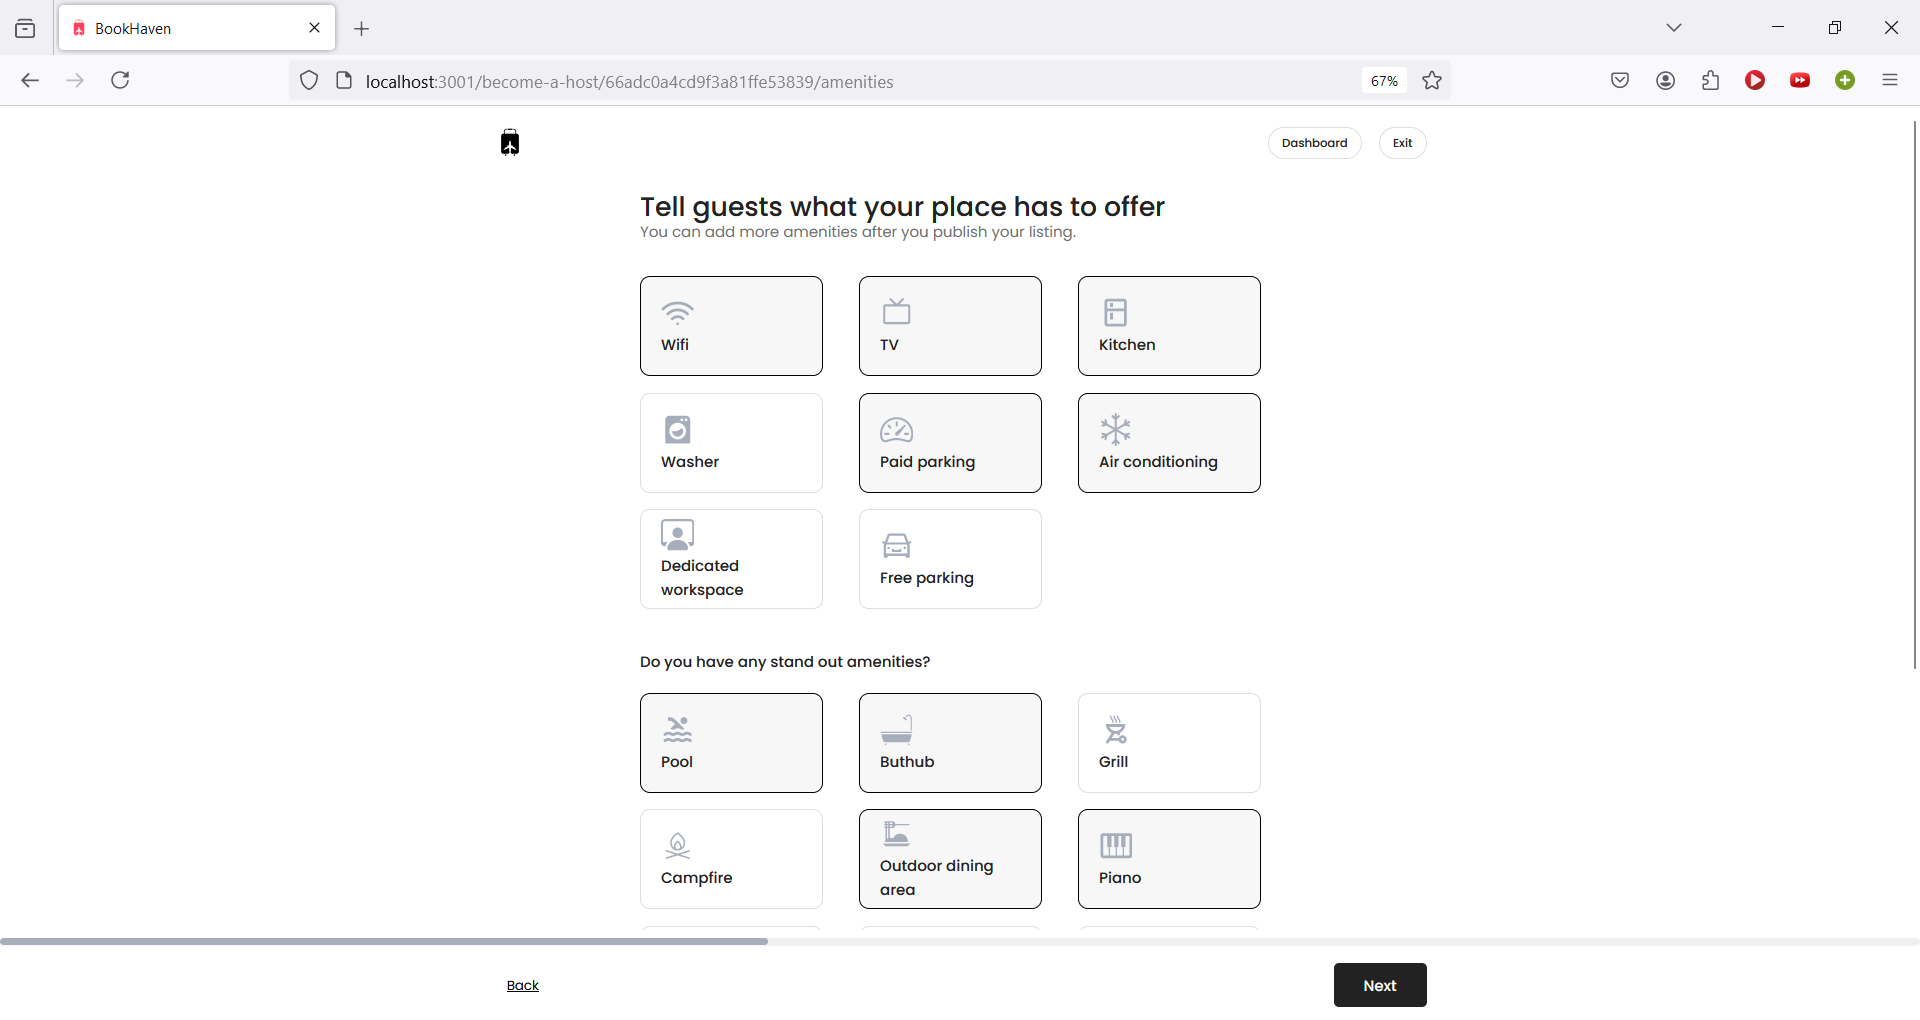 BookHaven
localhost:3001/become-a-host/66adc0a4cd9f3a81ffe53839/amenities
67%
Dashboard
Exit
Tell guests what your place has to offer
You can add more amenities after you publish your listing.
Wifi
TV
Kitchen
Washer
Paid parking
Air conditioning
Dedicated
workspace
Free parking
Do you have any stand out amenities?
Pool
Buthub
Grill
Campfire
Outdoor dining
area
Piano
Back
Next